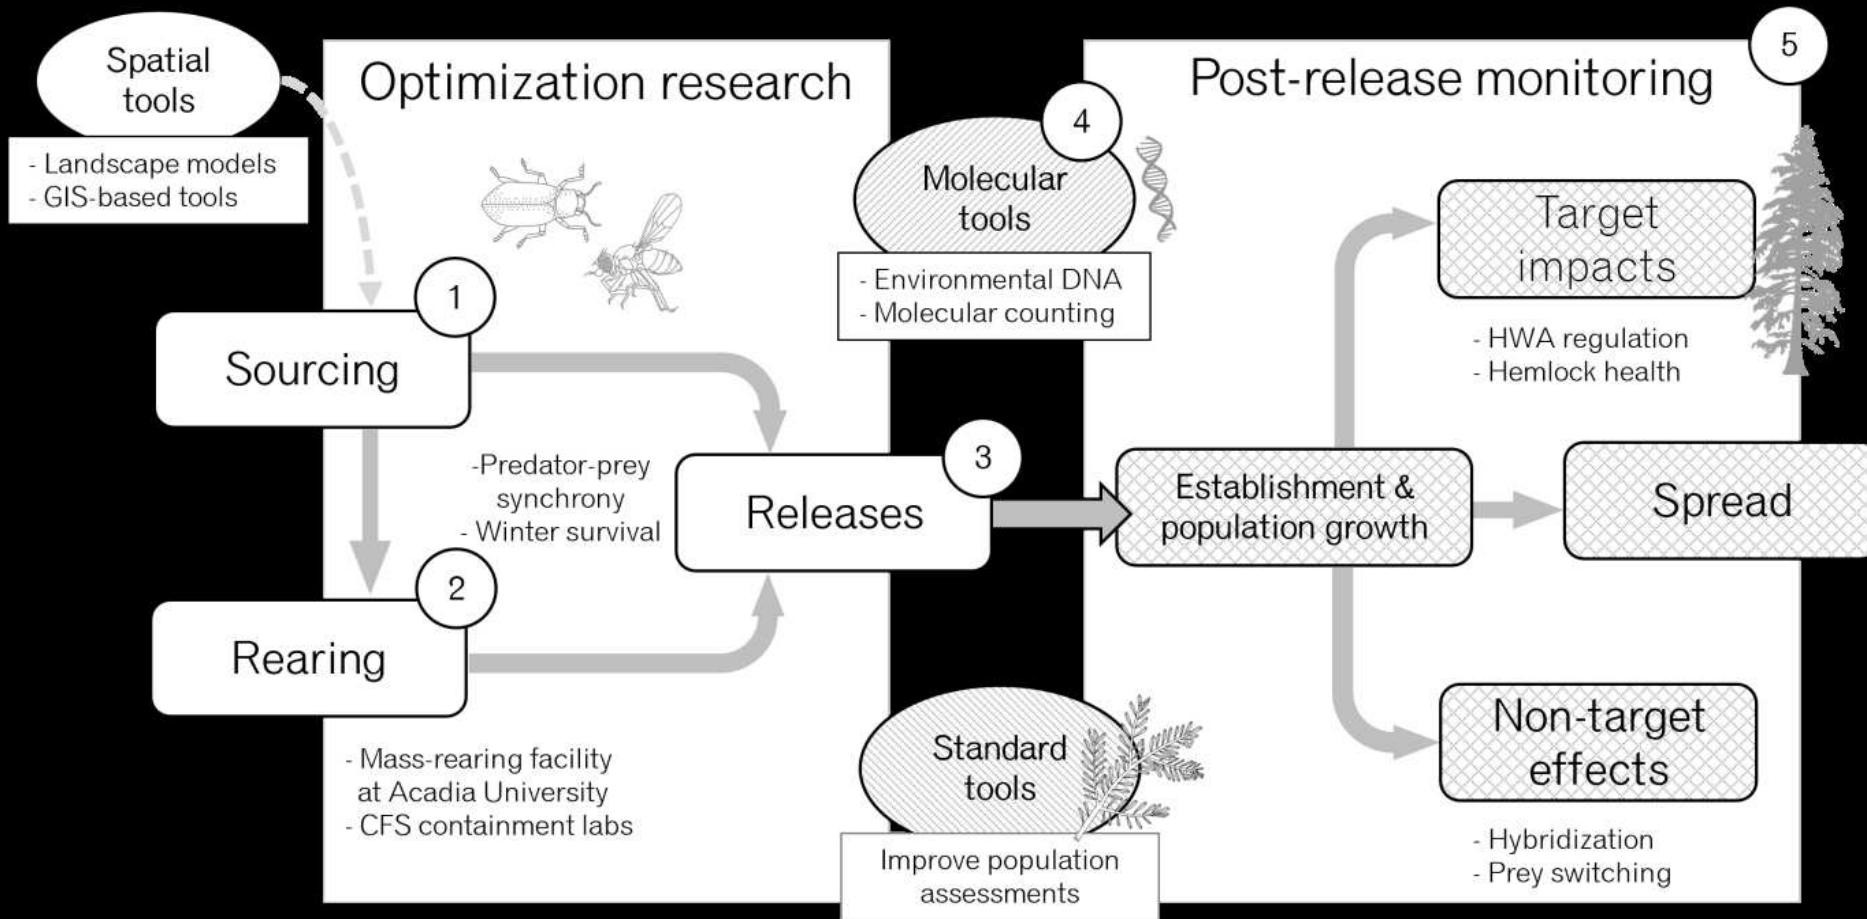 Spatial
tools
- Landscape models
- GIS-based tools
Optimization research
1
Sourcing
-Predator-prey
synchrony
- Winter survival
2
Rearing
- Mass-rearing facility
at Acadia University
- CFS containment labs
3
Releases
4
Molecular
tools
- Environmental DNA
- Molecular counting
Standard
tools
Improve population
assessments
5
Post-release monitoring
Target
impacts
- HWA regulation
- Hemlock health
Establishment &
population growth
Spread
Non-target
effects
- Hybridization
- Prey switching